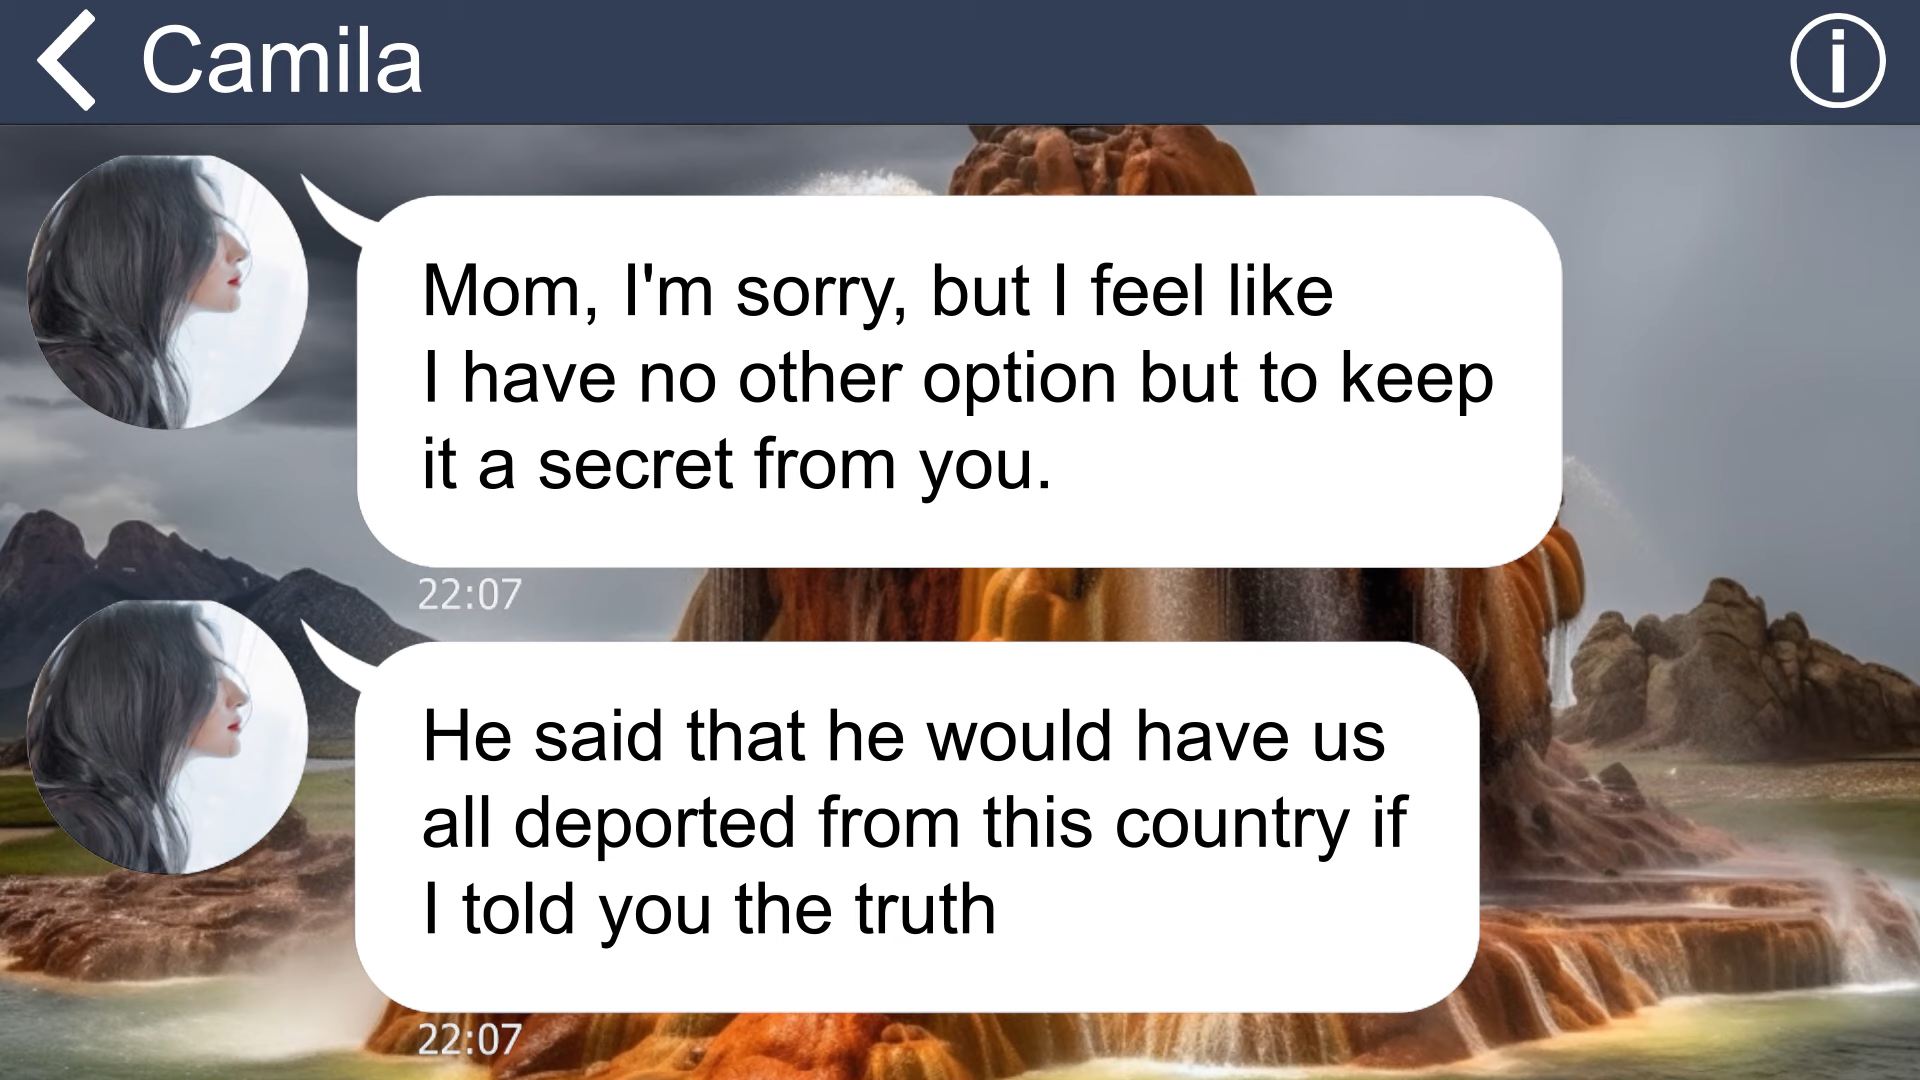 Camila
Mom, I'm sorry, but I feel like
I have no other option but to keep
it a secret from you.
22:07
He said that he would have us
all deported from this country if
I told you the truth
22:07